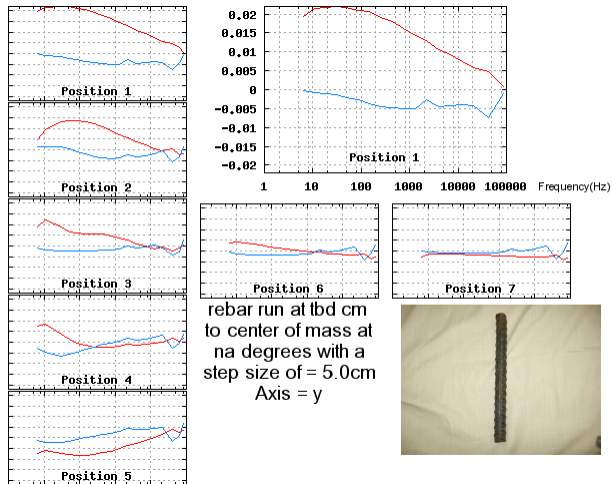 Position 1
Position 2
Position 3
Position 4
Position 5
0.02
0.015
0.01
0.005
0
-0.005
-0.01
-0.015
-0.02
Position 1
1 10 100 1000 10000 100000 Frequency(Hz)
Position 6
Position 7
rebar run at tbd cm
to center of mass at
na degrees with a
step size of = 5.0cm
Axis = y